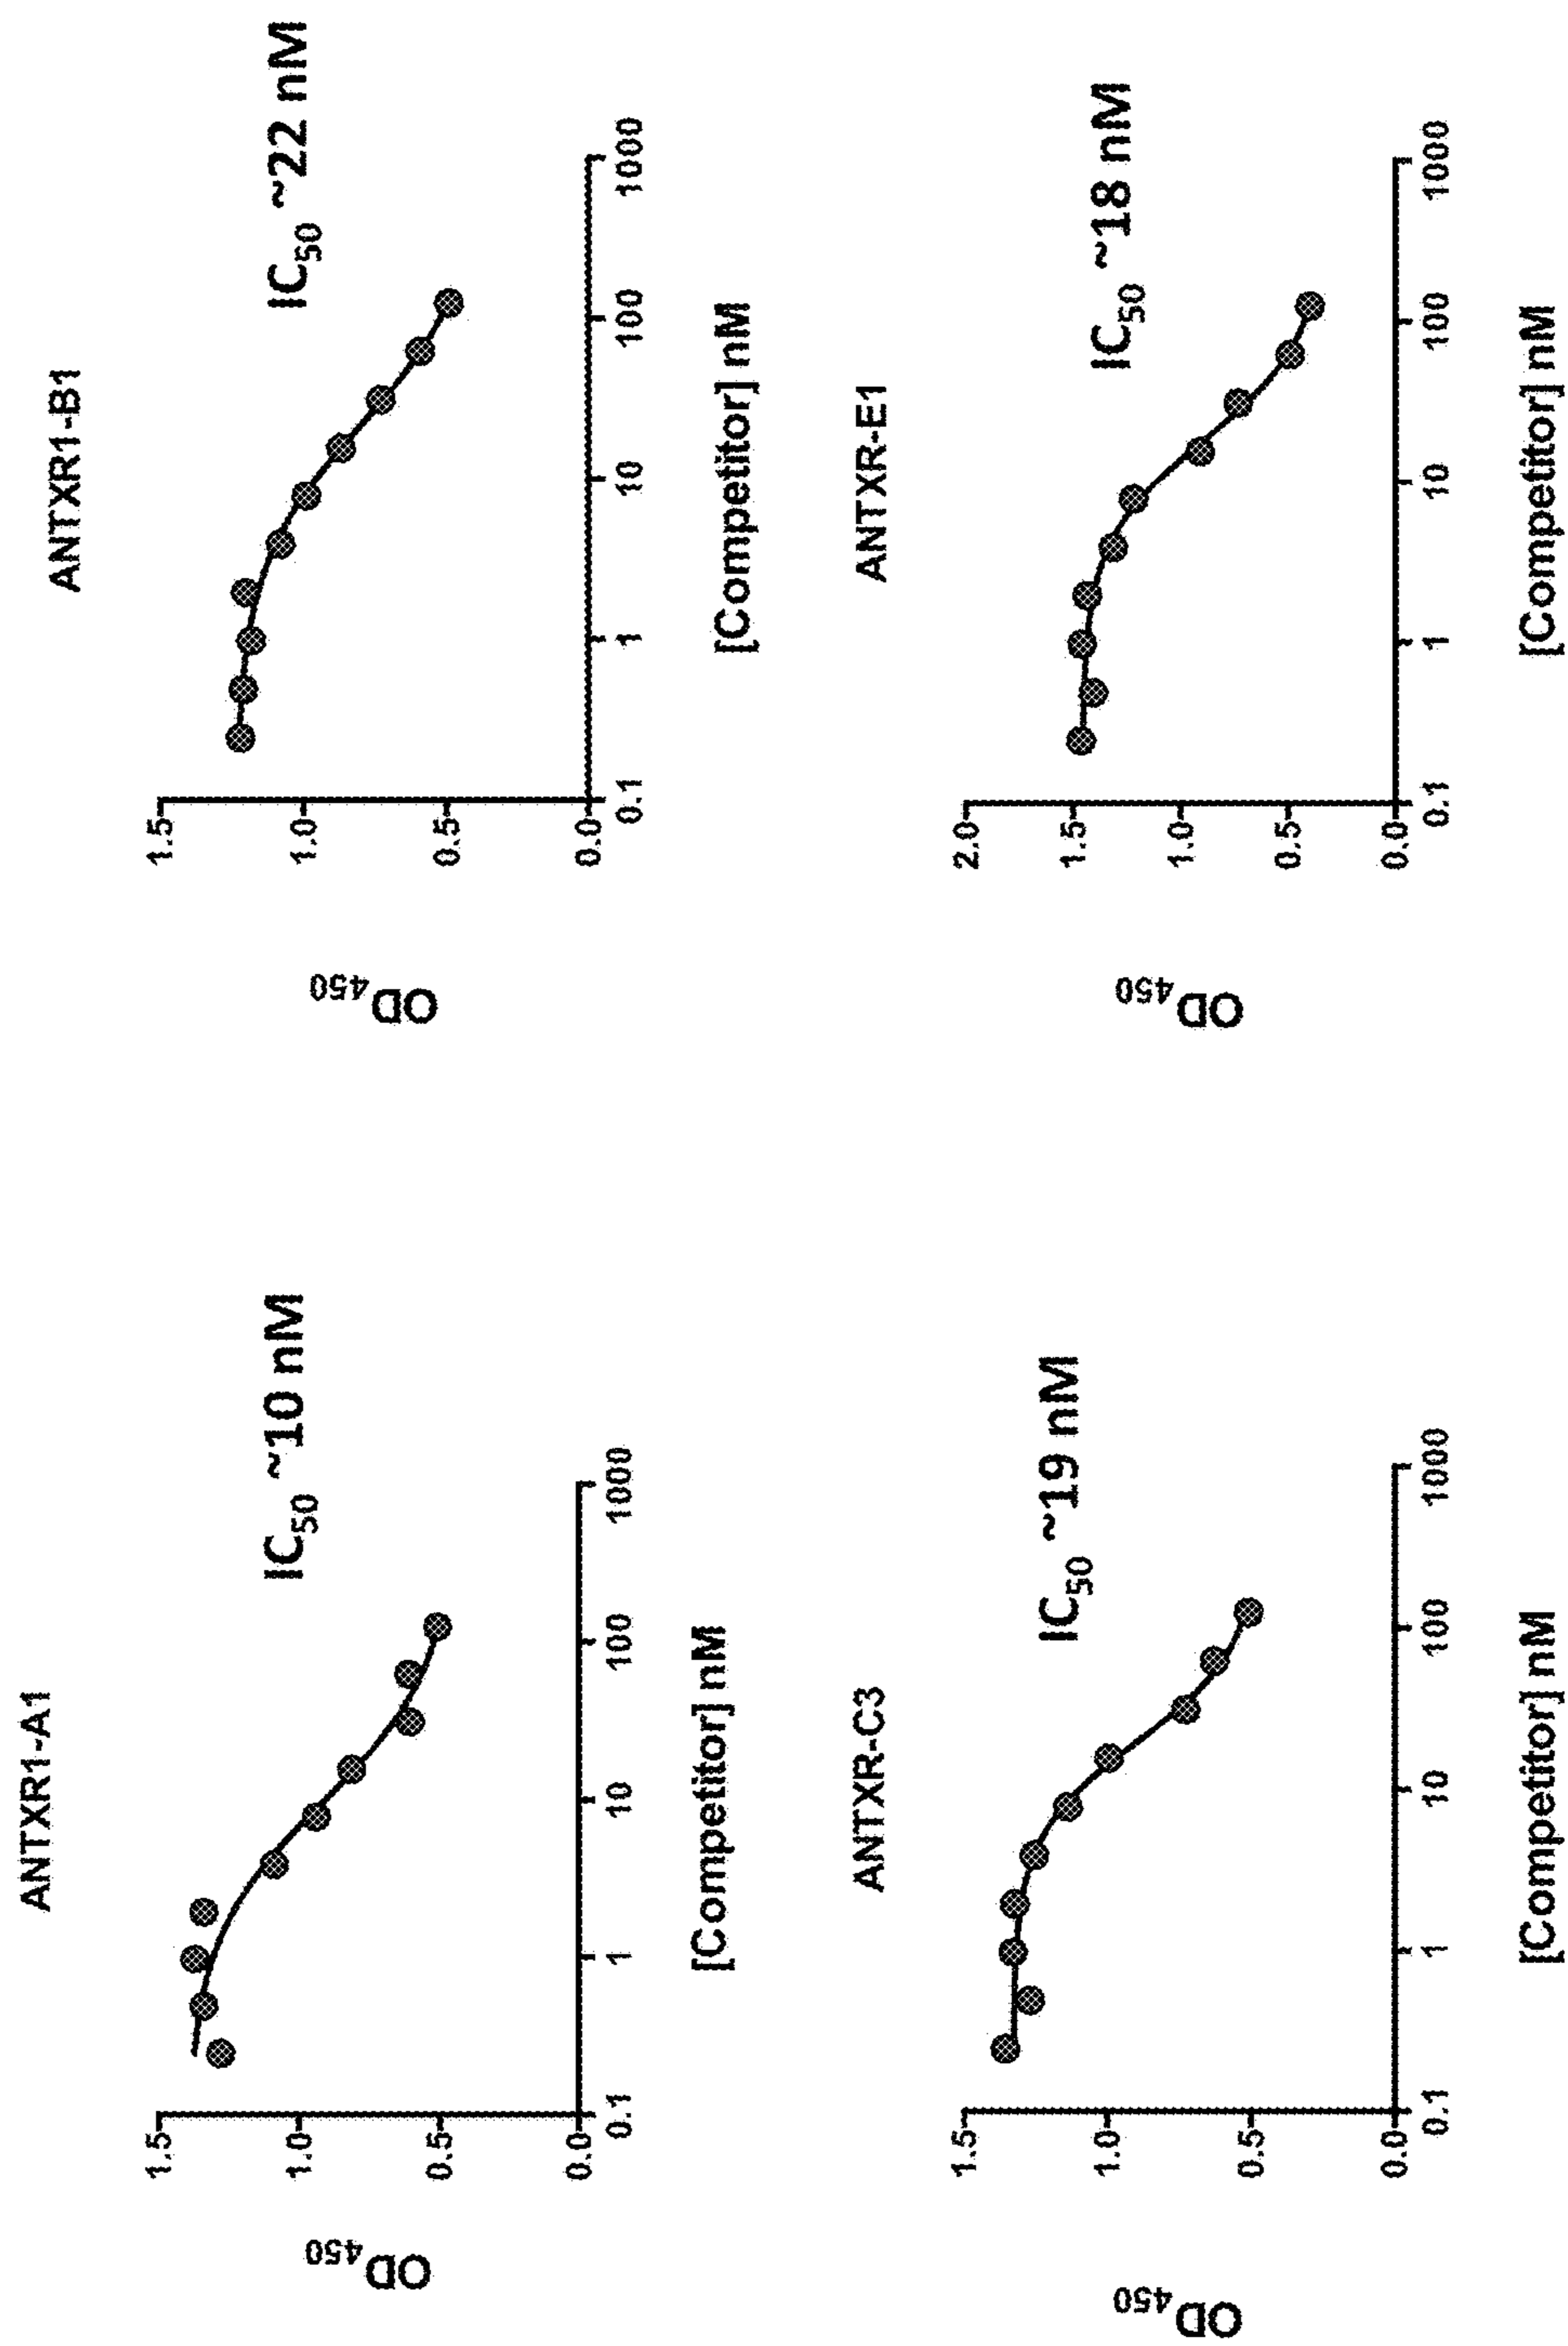 ANTXR1-A1
IC50 ~10 nM
OD450
1.5
1.0
0.5
0.0
0.1 1 10 100 1000
[Competitor] nM
ANTXR1-B1
IC50 ~22 nM
OD450
1.5
1.0
0.5
0.0
0.1 1 10 100 1000
[Competitor] nM
ANTXR-C3
IC50 ~19 nM
OD450
1.5
1.0
0.5
0.0
0.1 1 10 100 1000
[Competitor] nM
ANTXR-E1
IC50 ~18 nM
OD450
2.0
1.5
1.0
0.5
0.0
0.1 1 10 100 1000
[Competitor] nM